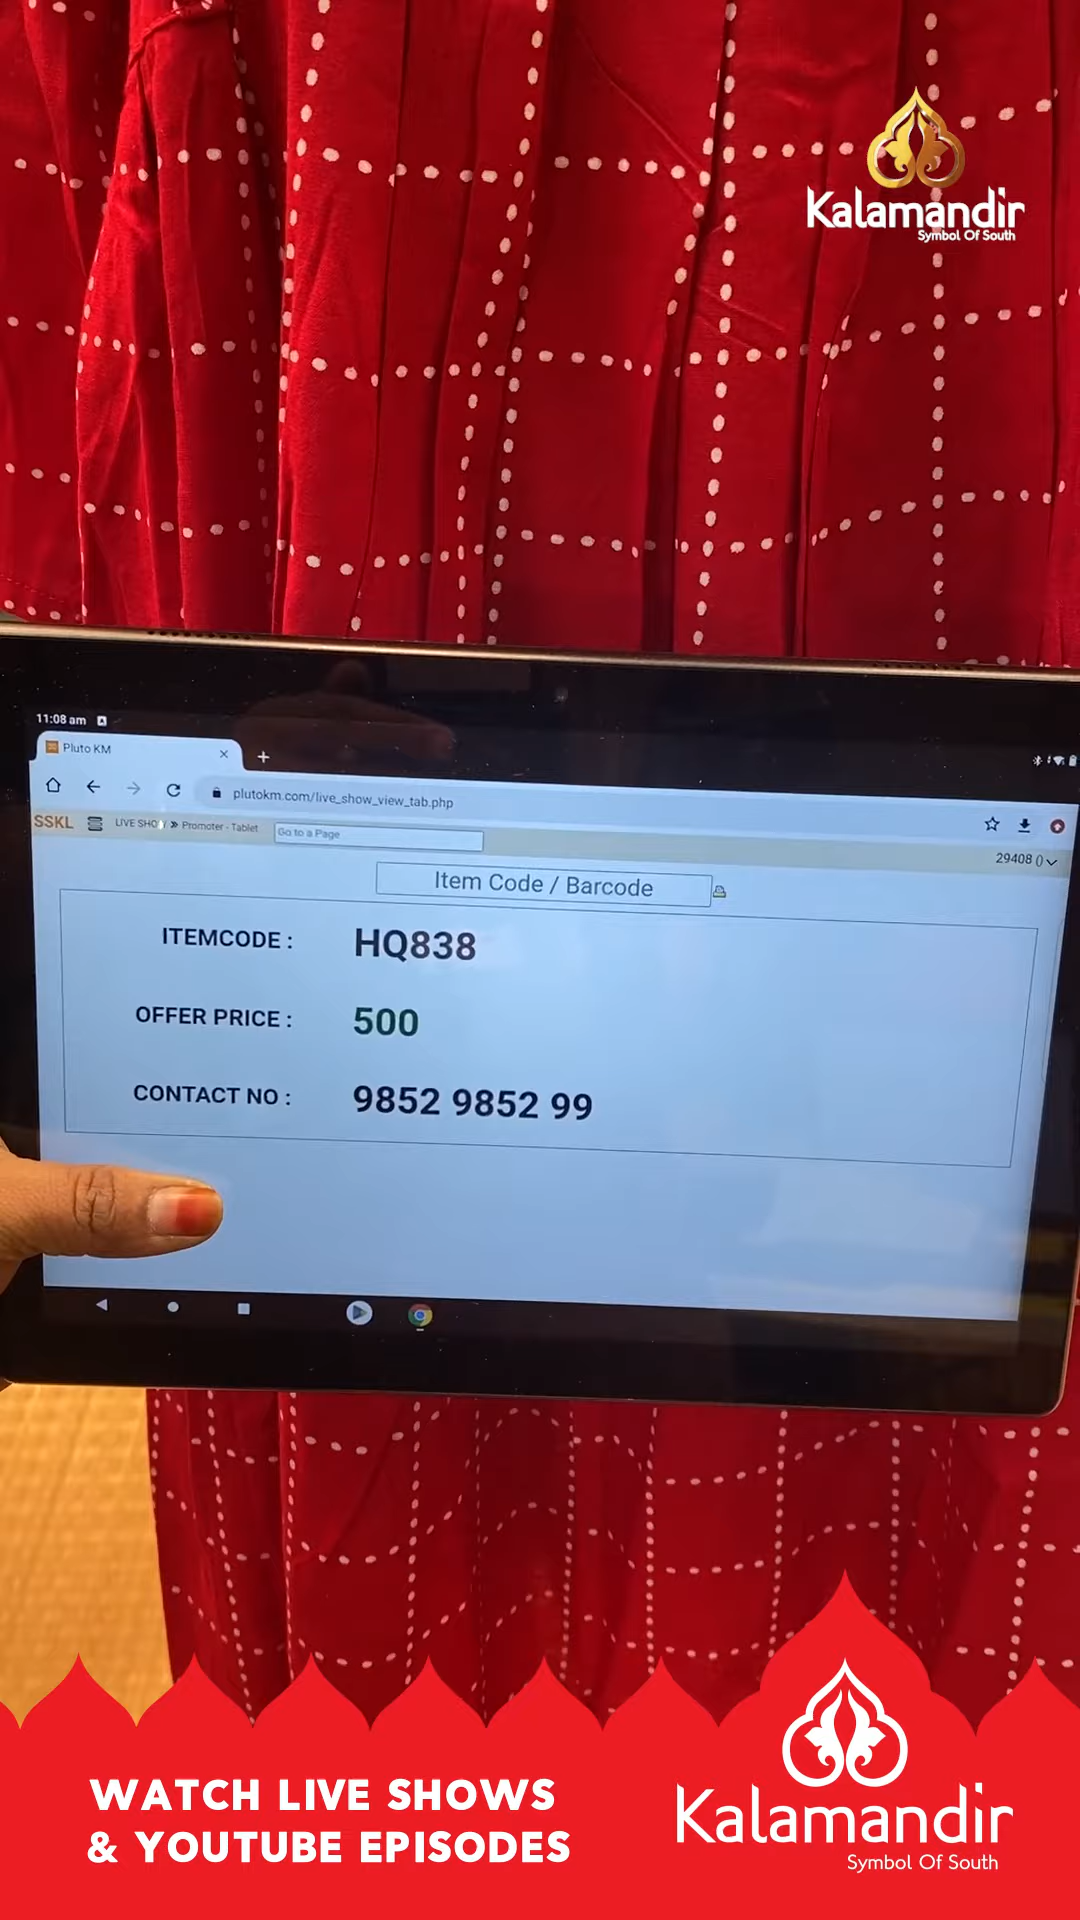 Kalamandir
Symbol Of South
11:08 am
Pluto KM
plutokm.com/live_show_view_tab.php
SSKL
LIVE SHOW » Promoter - Tablet
Go to a Page
29408 ()
Item Code / Barcode
ITEMCODE : HQ838
OFFER PRICE : 500
CONTACT NO : 9852 9852 99
WATCH LIVE SHOWS
& YOUTUBE EPISODES
Kalamandir
Symbol Of South